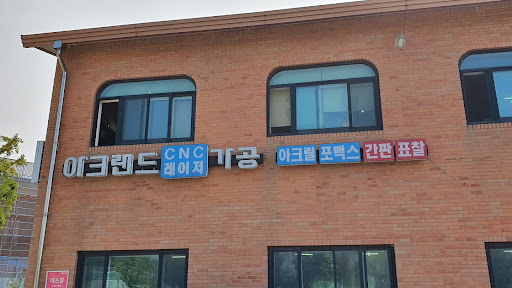 아크랜드 CNC 레이저 가공 아크릴 포맥스 간판 표찰